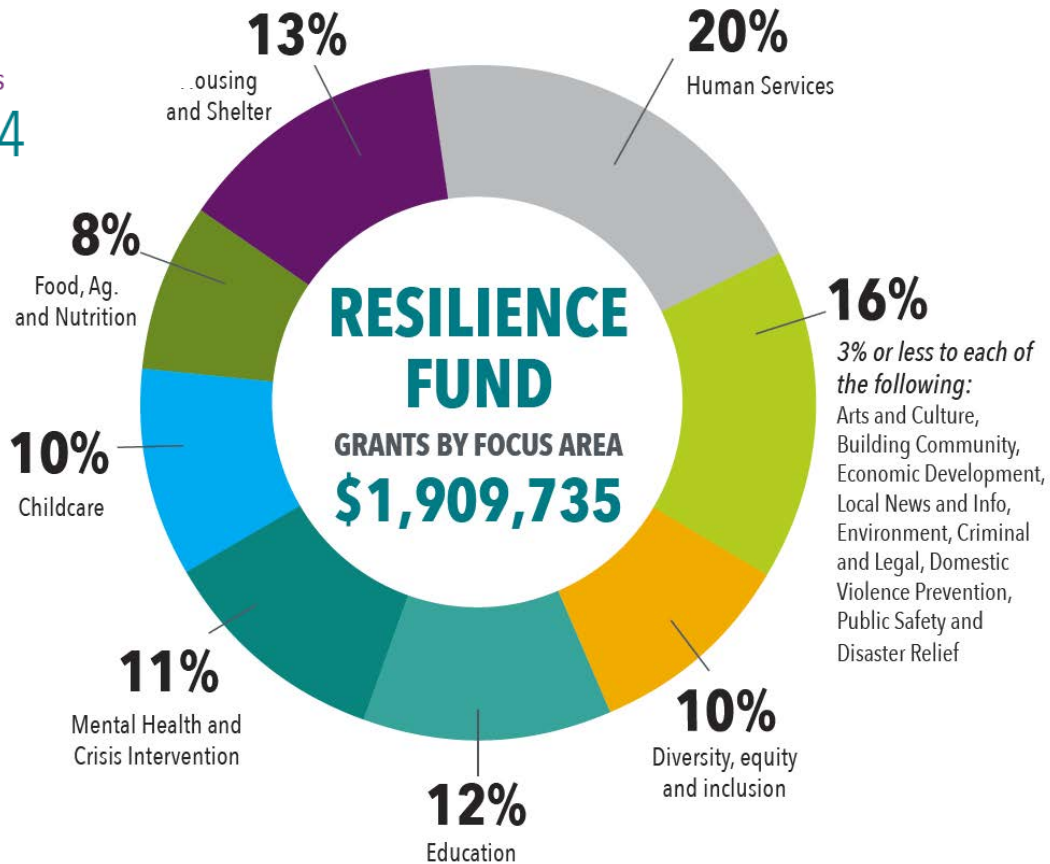 13%
ousing
and Shelter
20%
Human Services
s
4
8%
Food, Ag.
and Nutrition
RESILIENCE
FUND
GRANTS BY FOCUS AREA
$1,909,735
16%
3% or less to each of
the following:
Arts and Culture,
Building Community,
Economic Development,
Local News and Info,
Environment, Criminal
and Legal, Domestic
Violence Prevention,
Public Safety and
Disaster Relief
10%
Childcare
11%
Mental Health and
Crisis Intervention
12%
Education
10%
Diversity, equity
and inclusion